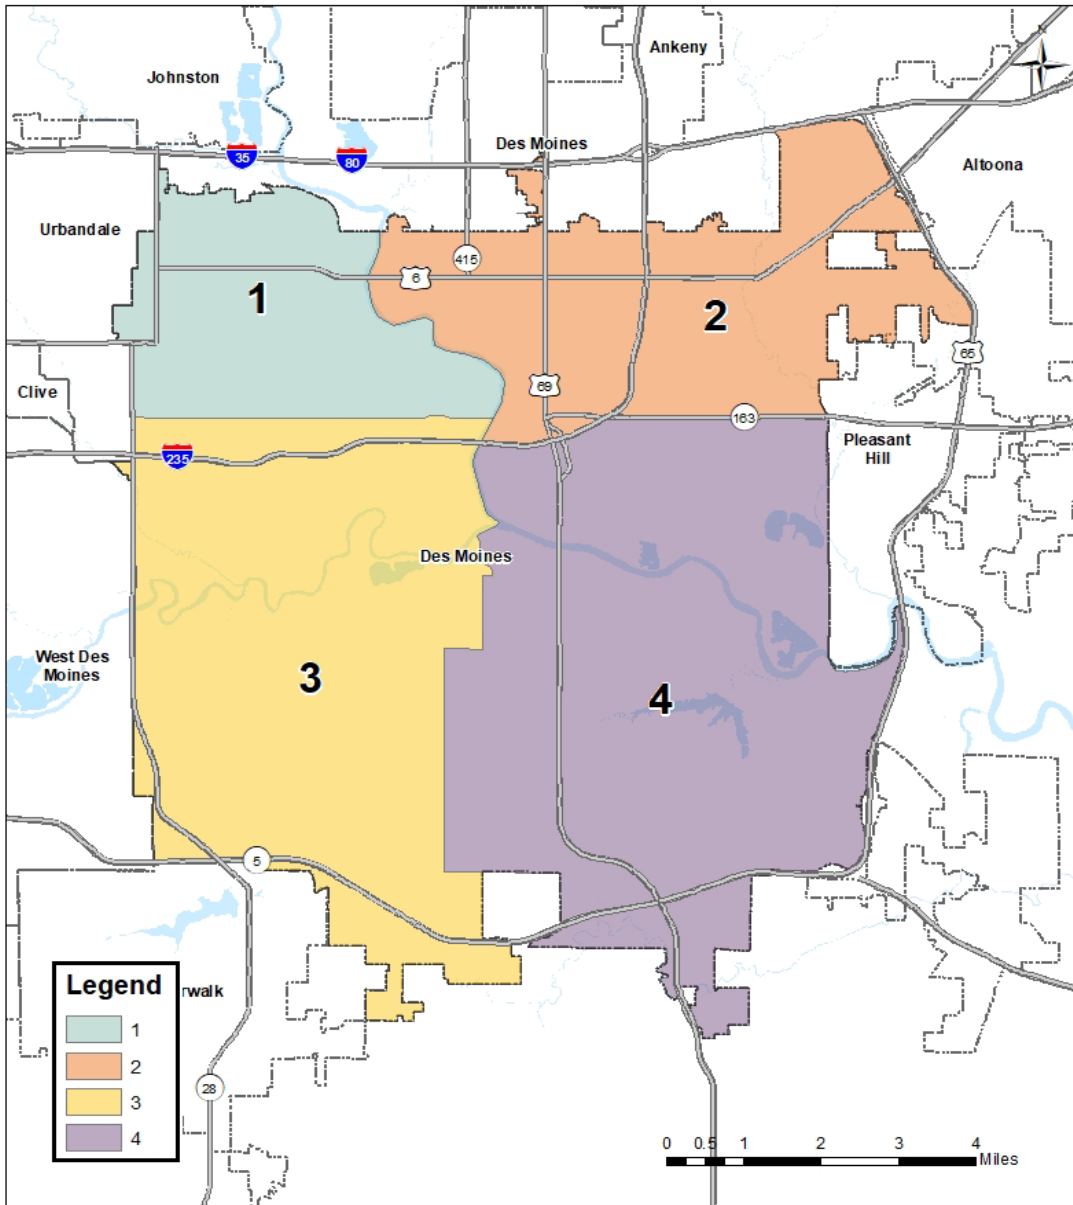 Ankeny
N
Johnston
Des Moines
35
80
Altoona
Urbandale
415
6
1
2
65
Clive
69
163
Pleasant
Hill
235
Des Moines
West Des
Moines
3
4
5
Legend
rwalk
1
2
3
4
28
0 0.5 1 2 3 4
Miles